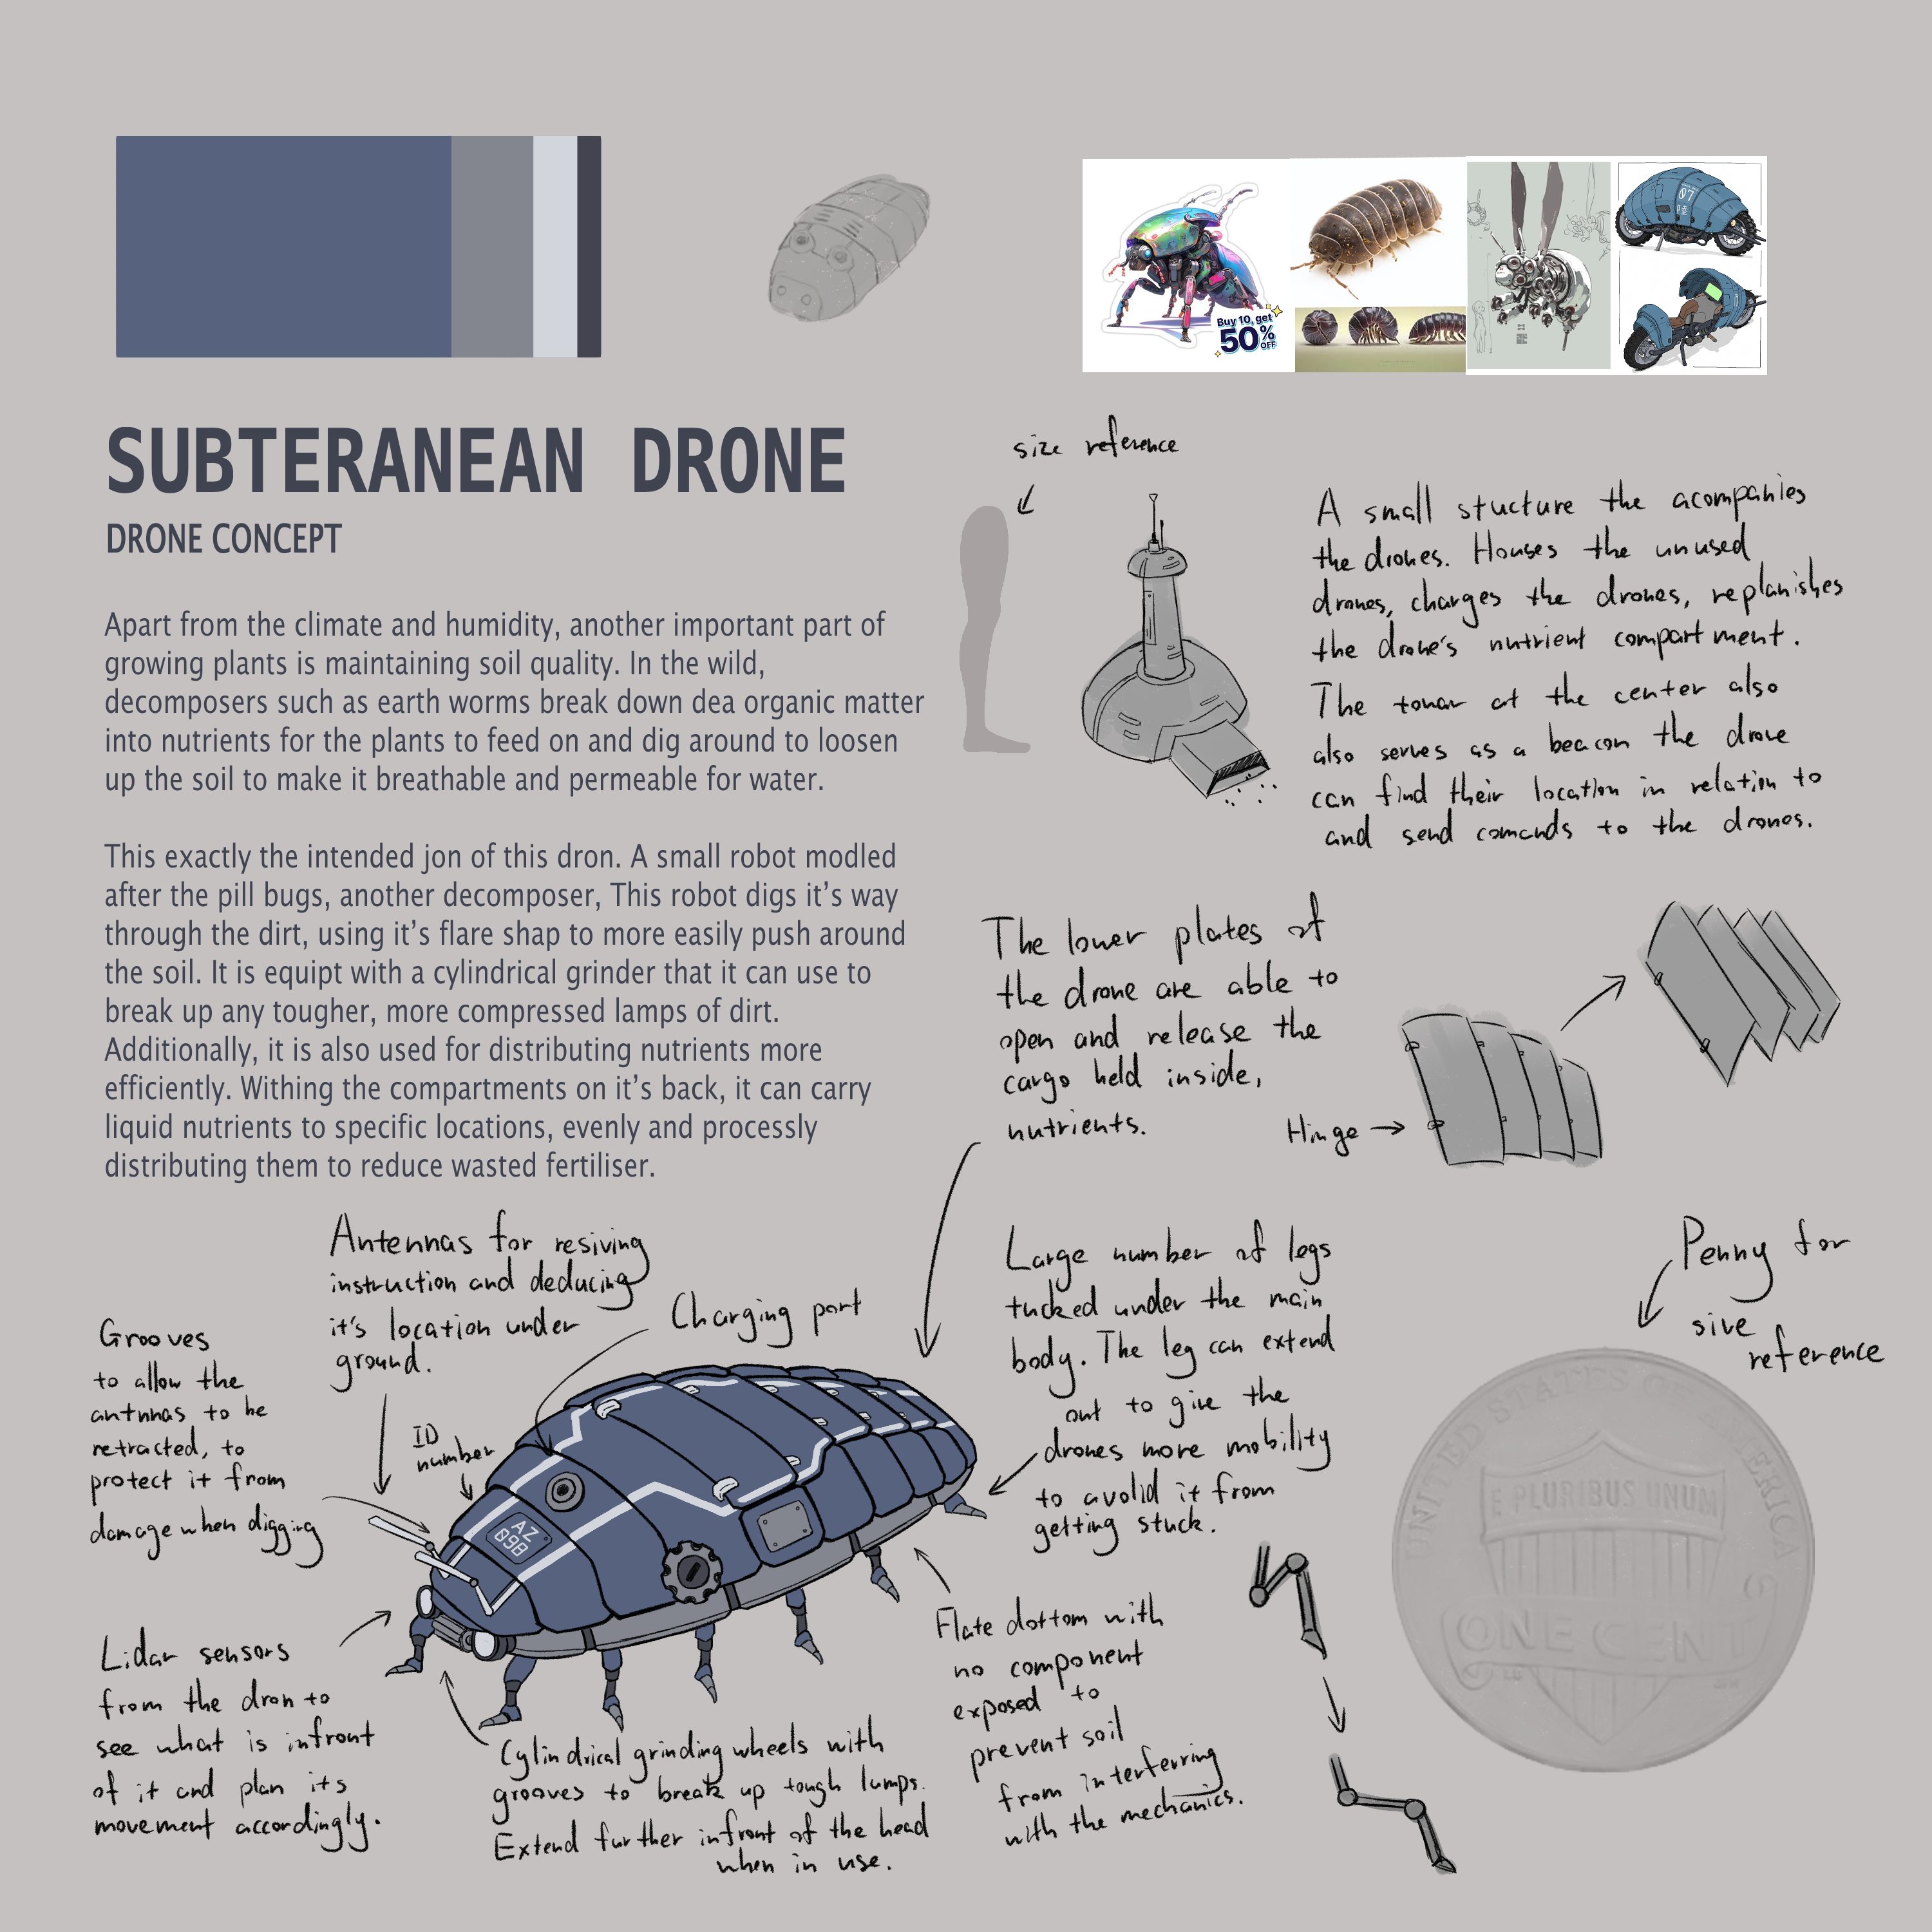 Buy 10, get
50%
OFF
07
SUBTERANEAN DRONE
DRONE CONCEPT
Apart from the climate and humidity, another important part of
growing plants is maintaining soil quality. In the wild,
decomposers such as earth worms break down dea organic matter
into nutrients for the plants to feed on and dig around to loosen
up the soil to make it breathable and permeable for water.
This exactly the intended jon of this dron. A small robot modled
after the pill bugs, another decomposer, This robot digs it’s way
through the dirt, using it’s flare shap to more easily push around
the soil. It is equipt with a cylindrical grinder that it can use to
break up any tougher, more compressed lamps of dirt.
Additionally, it is also used for distributing nutrients more
efficiently. Withing the compartments on it’s back, it can carry
liquid nutrients to specific locations, evenly and processly
distributing them to reduce wasted fertiliser.
size reference
A small stucture the acompanies
the drones. Houses the unused
drones, charges the drones, replanishes
the drone's nutrient compartment.
The towar at the center also
also serves as a beacon the drone
can find their location in relation to
and send comands to the drones.
The lower plates of
the drone are able to
open and release the
cargo held inside,
nutrients.
Hinge
Antennas for resiving
instruction and deducing
it's location under
ground.
Charging port
Grooves
to allow the
antnnas to be
retracted, to
protect it from
damage when digging
ID
number
AZ
098
Large number of legs
tucked under the main
body. The leg can extend
out to give the
drones more mobility
to avoid it from
getting stuck.
Penny for
sive
reference
UNITED STATES OF AMERICA
E PLURIBUS UNUM
ONE CENT
Lidar sensors
from the dron to
see what is infront
of it and plan its
movement accordingly.
Cylindrical grinding wheels with
grooves to break up tough lumps.
Extend further infront of the head
when in use.
Flate dottom with
no component
exposed to
prevent soil
from interferring
with the mechanics.